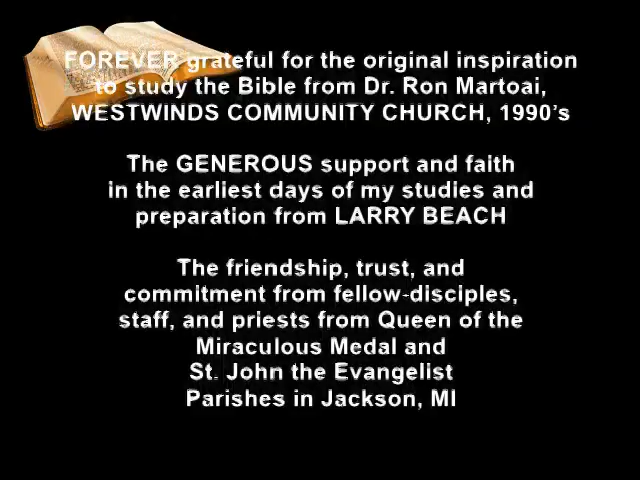 FOREVER grateful for the original inspiration
to study the Bible from Dr. Ron Martoai,
WESTWINDS COMMUNITY CHURCH, 1990's
The GENEROUS support and faith
in the earliest days of my studies and
preparation from LARRY BEACH
The friendship, trust, and
commitment from fellow-disciples,
staff, and priests from Queen of the
Miraculous Medal and
St. John the Evangelist
Parishes in Jackson, MI